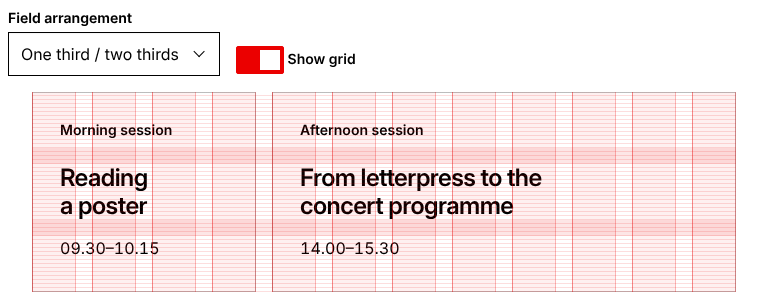 Field arrangement
One third / two thirds
Show grid
Morning session
Reading
a poster
09.30–10.15
Afternoon session
From letterpress to the
concert programme
14.00–15.30